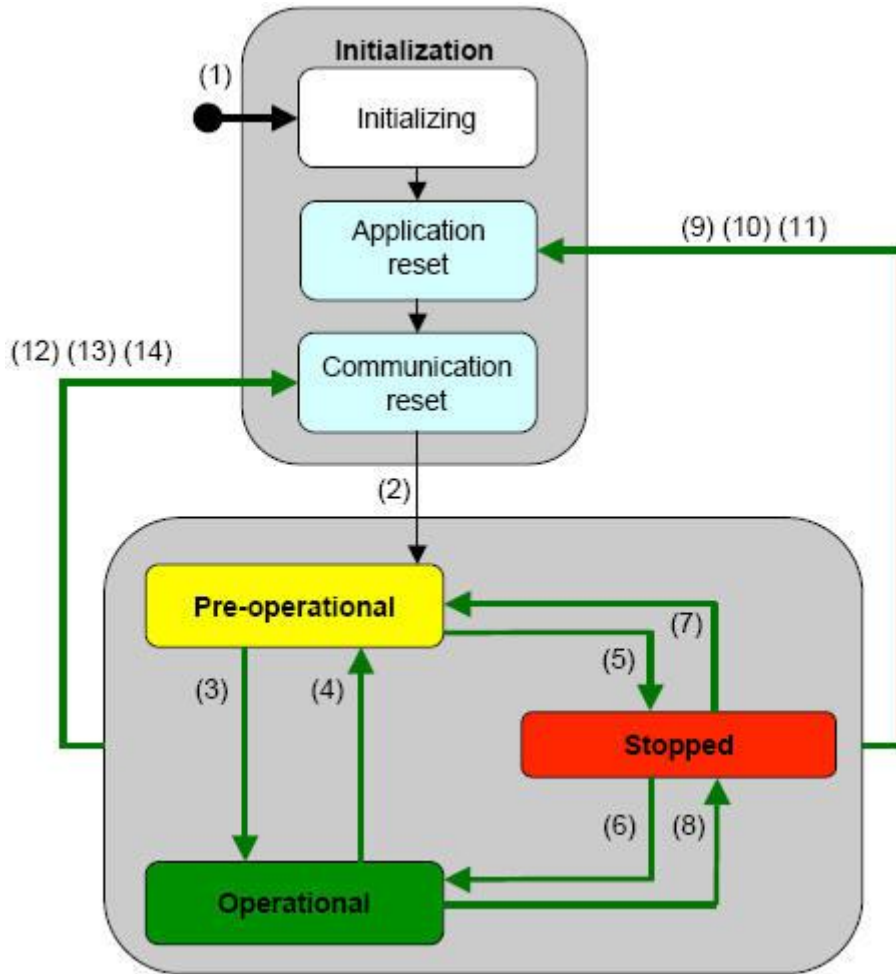 Initialization
(1)
Initializing
Application
reset
(9) (10) (11)
(12) (13) (14)
Communication
reset
(2)
Pre-operational
(7)
(5)
(3)
(4)
Stopped
(6)
(8)
Operational